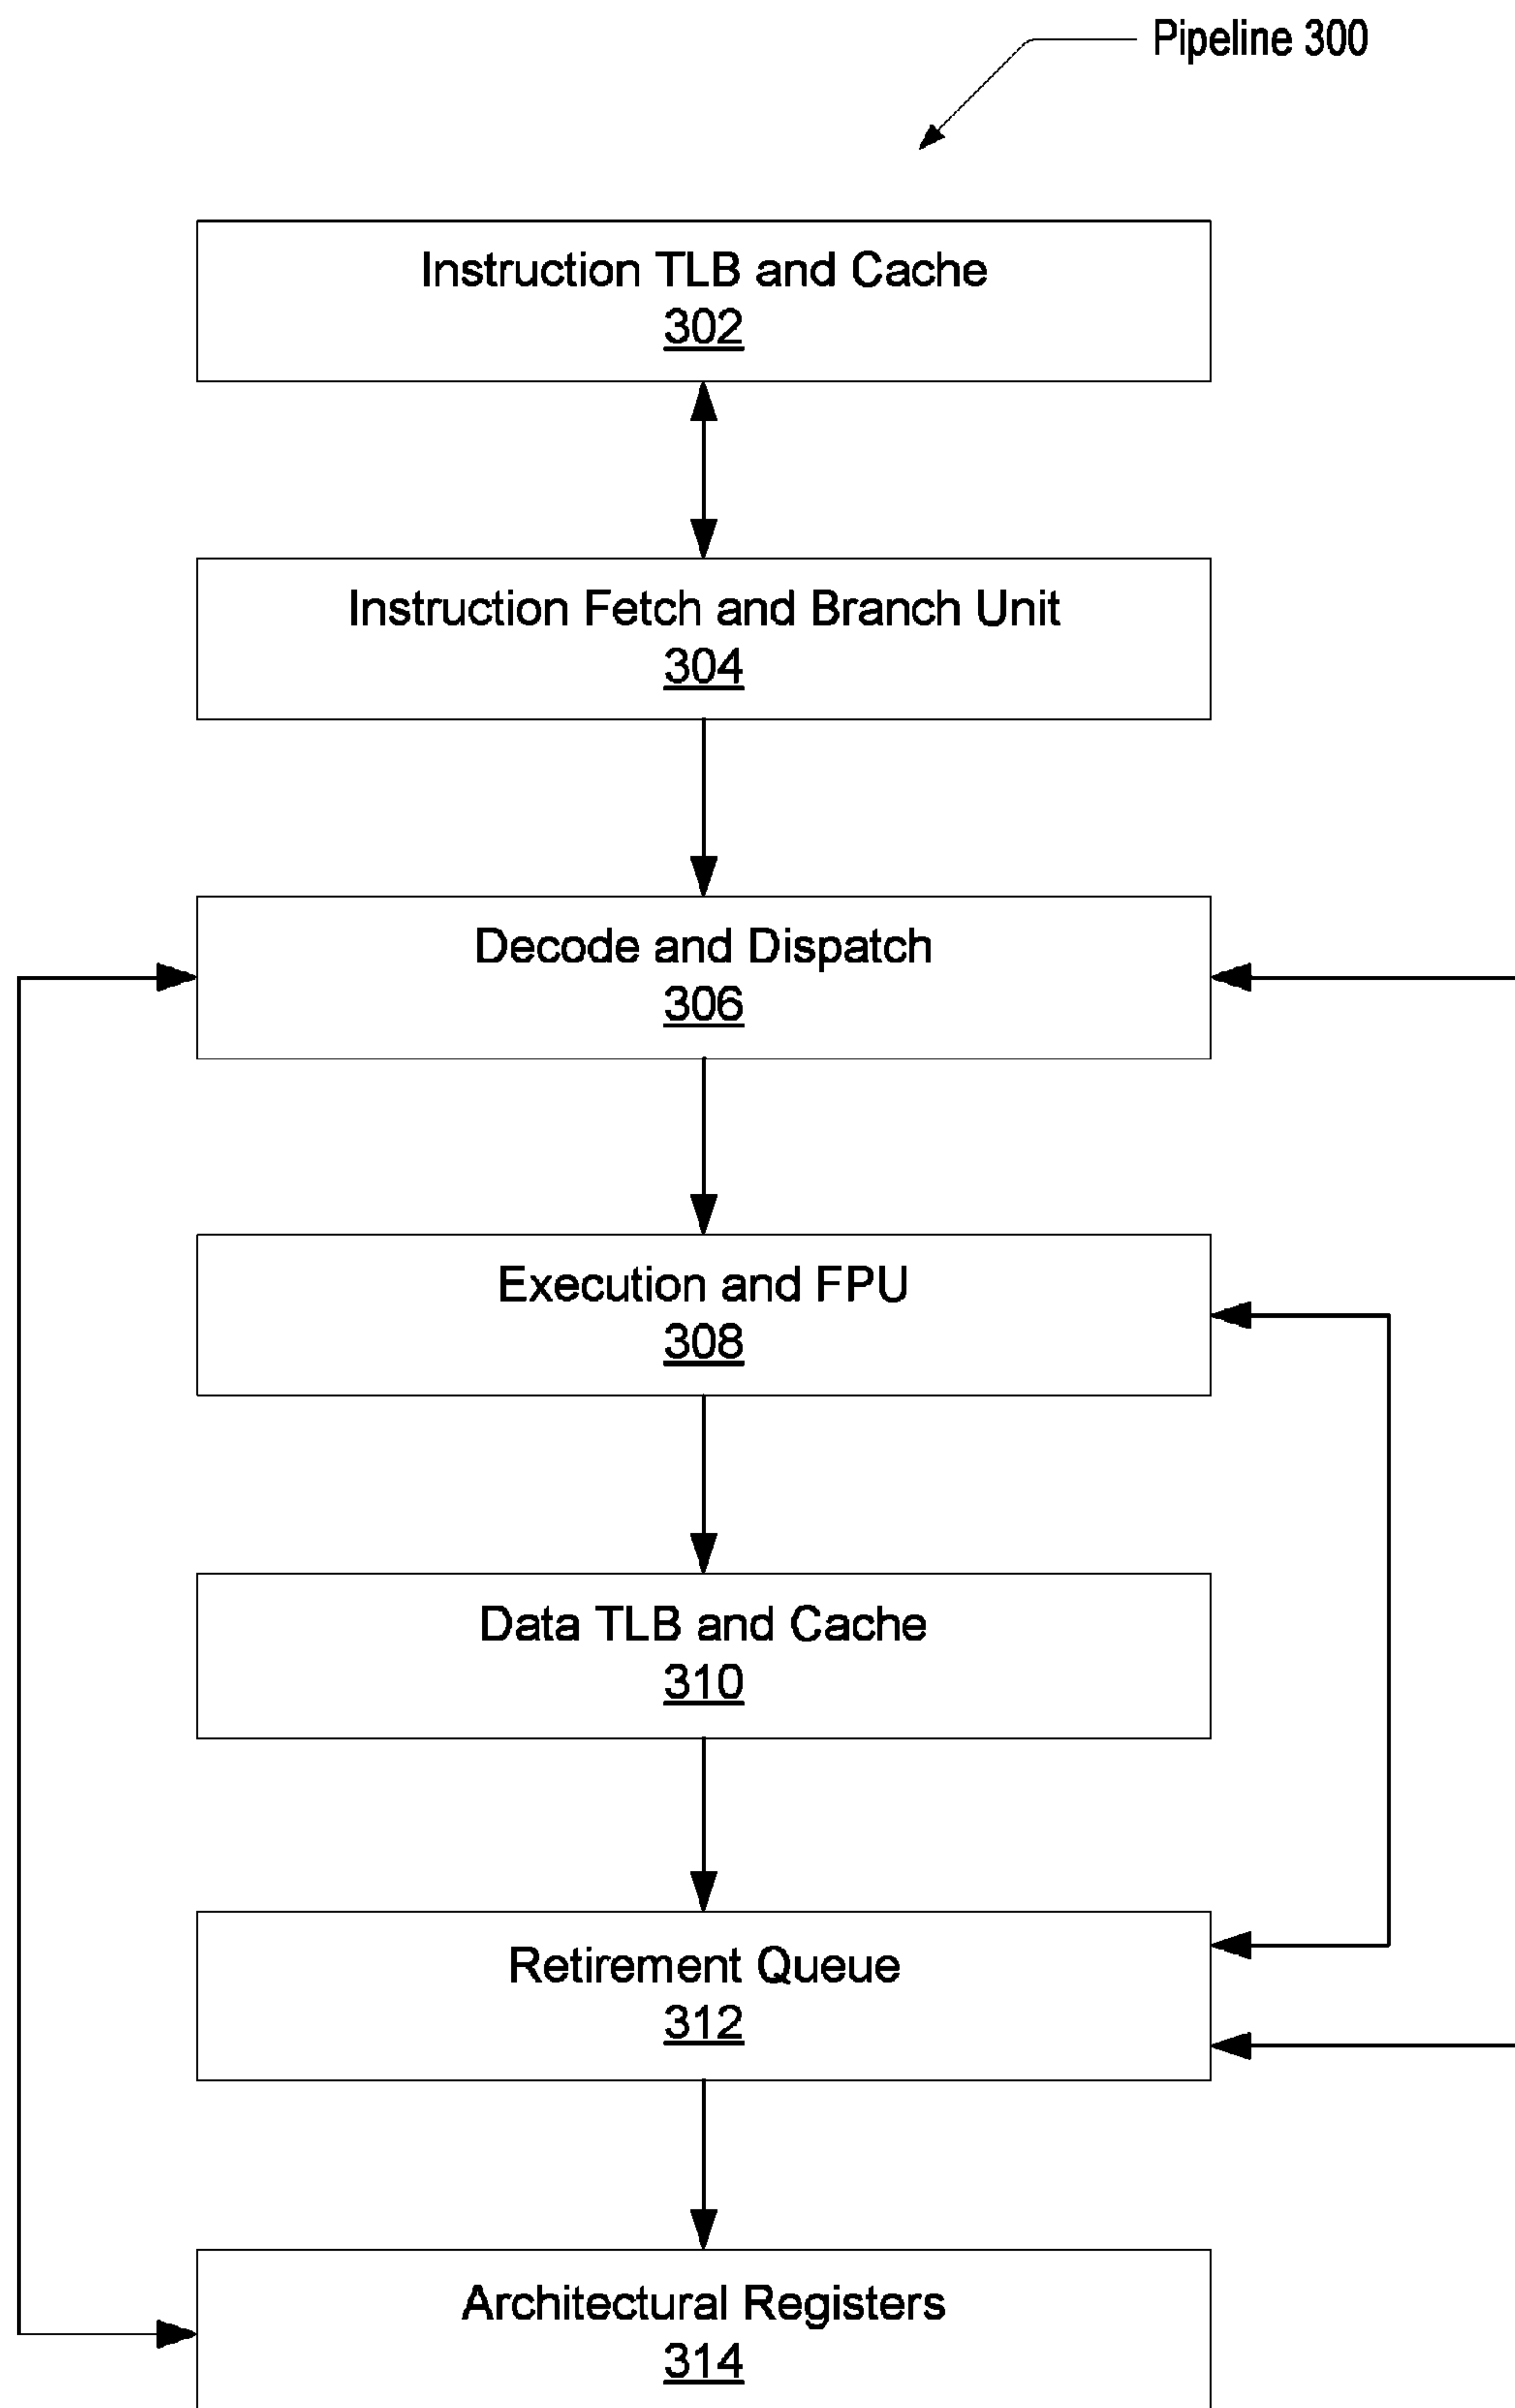 Pipeline 300
Instruction TLB and Cache
302
Instruction Fetch and Branch Unit
304
Decode and Dispatch
306
Execution and FPU
308
Data TLB and Cache
310
Retirement Queue
312
Architectural Registers
314